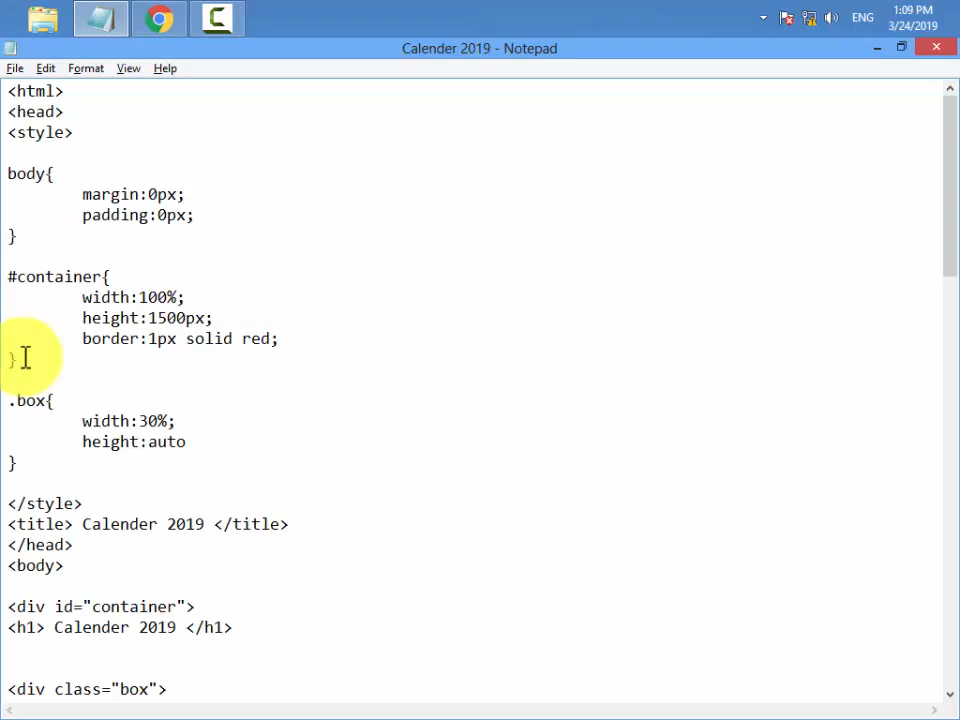 1:09 PM
ENG
3/24/2019
Calender 2019 - Notepad
File Edit Format View Help
<html>
<head>
<style>
body{
margin:0px;
padding:0px;
}
#container{
width:100%;
height:1500px;
border:1px solid red;
}
.box{
width:30%;
height:auto
}
</style>
<title> Calender 2019 </title>
</head>
<body>
<div id="container">
<h1> Calender 2019 </h1>
<div class="box">